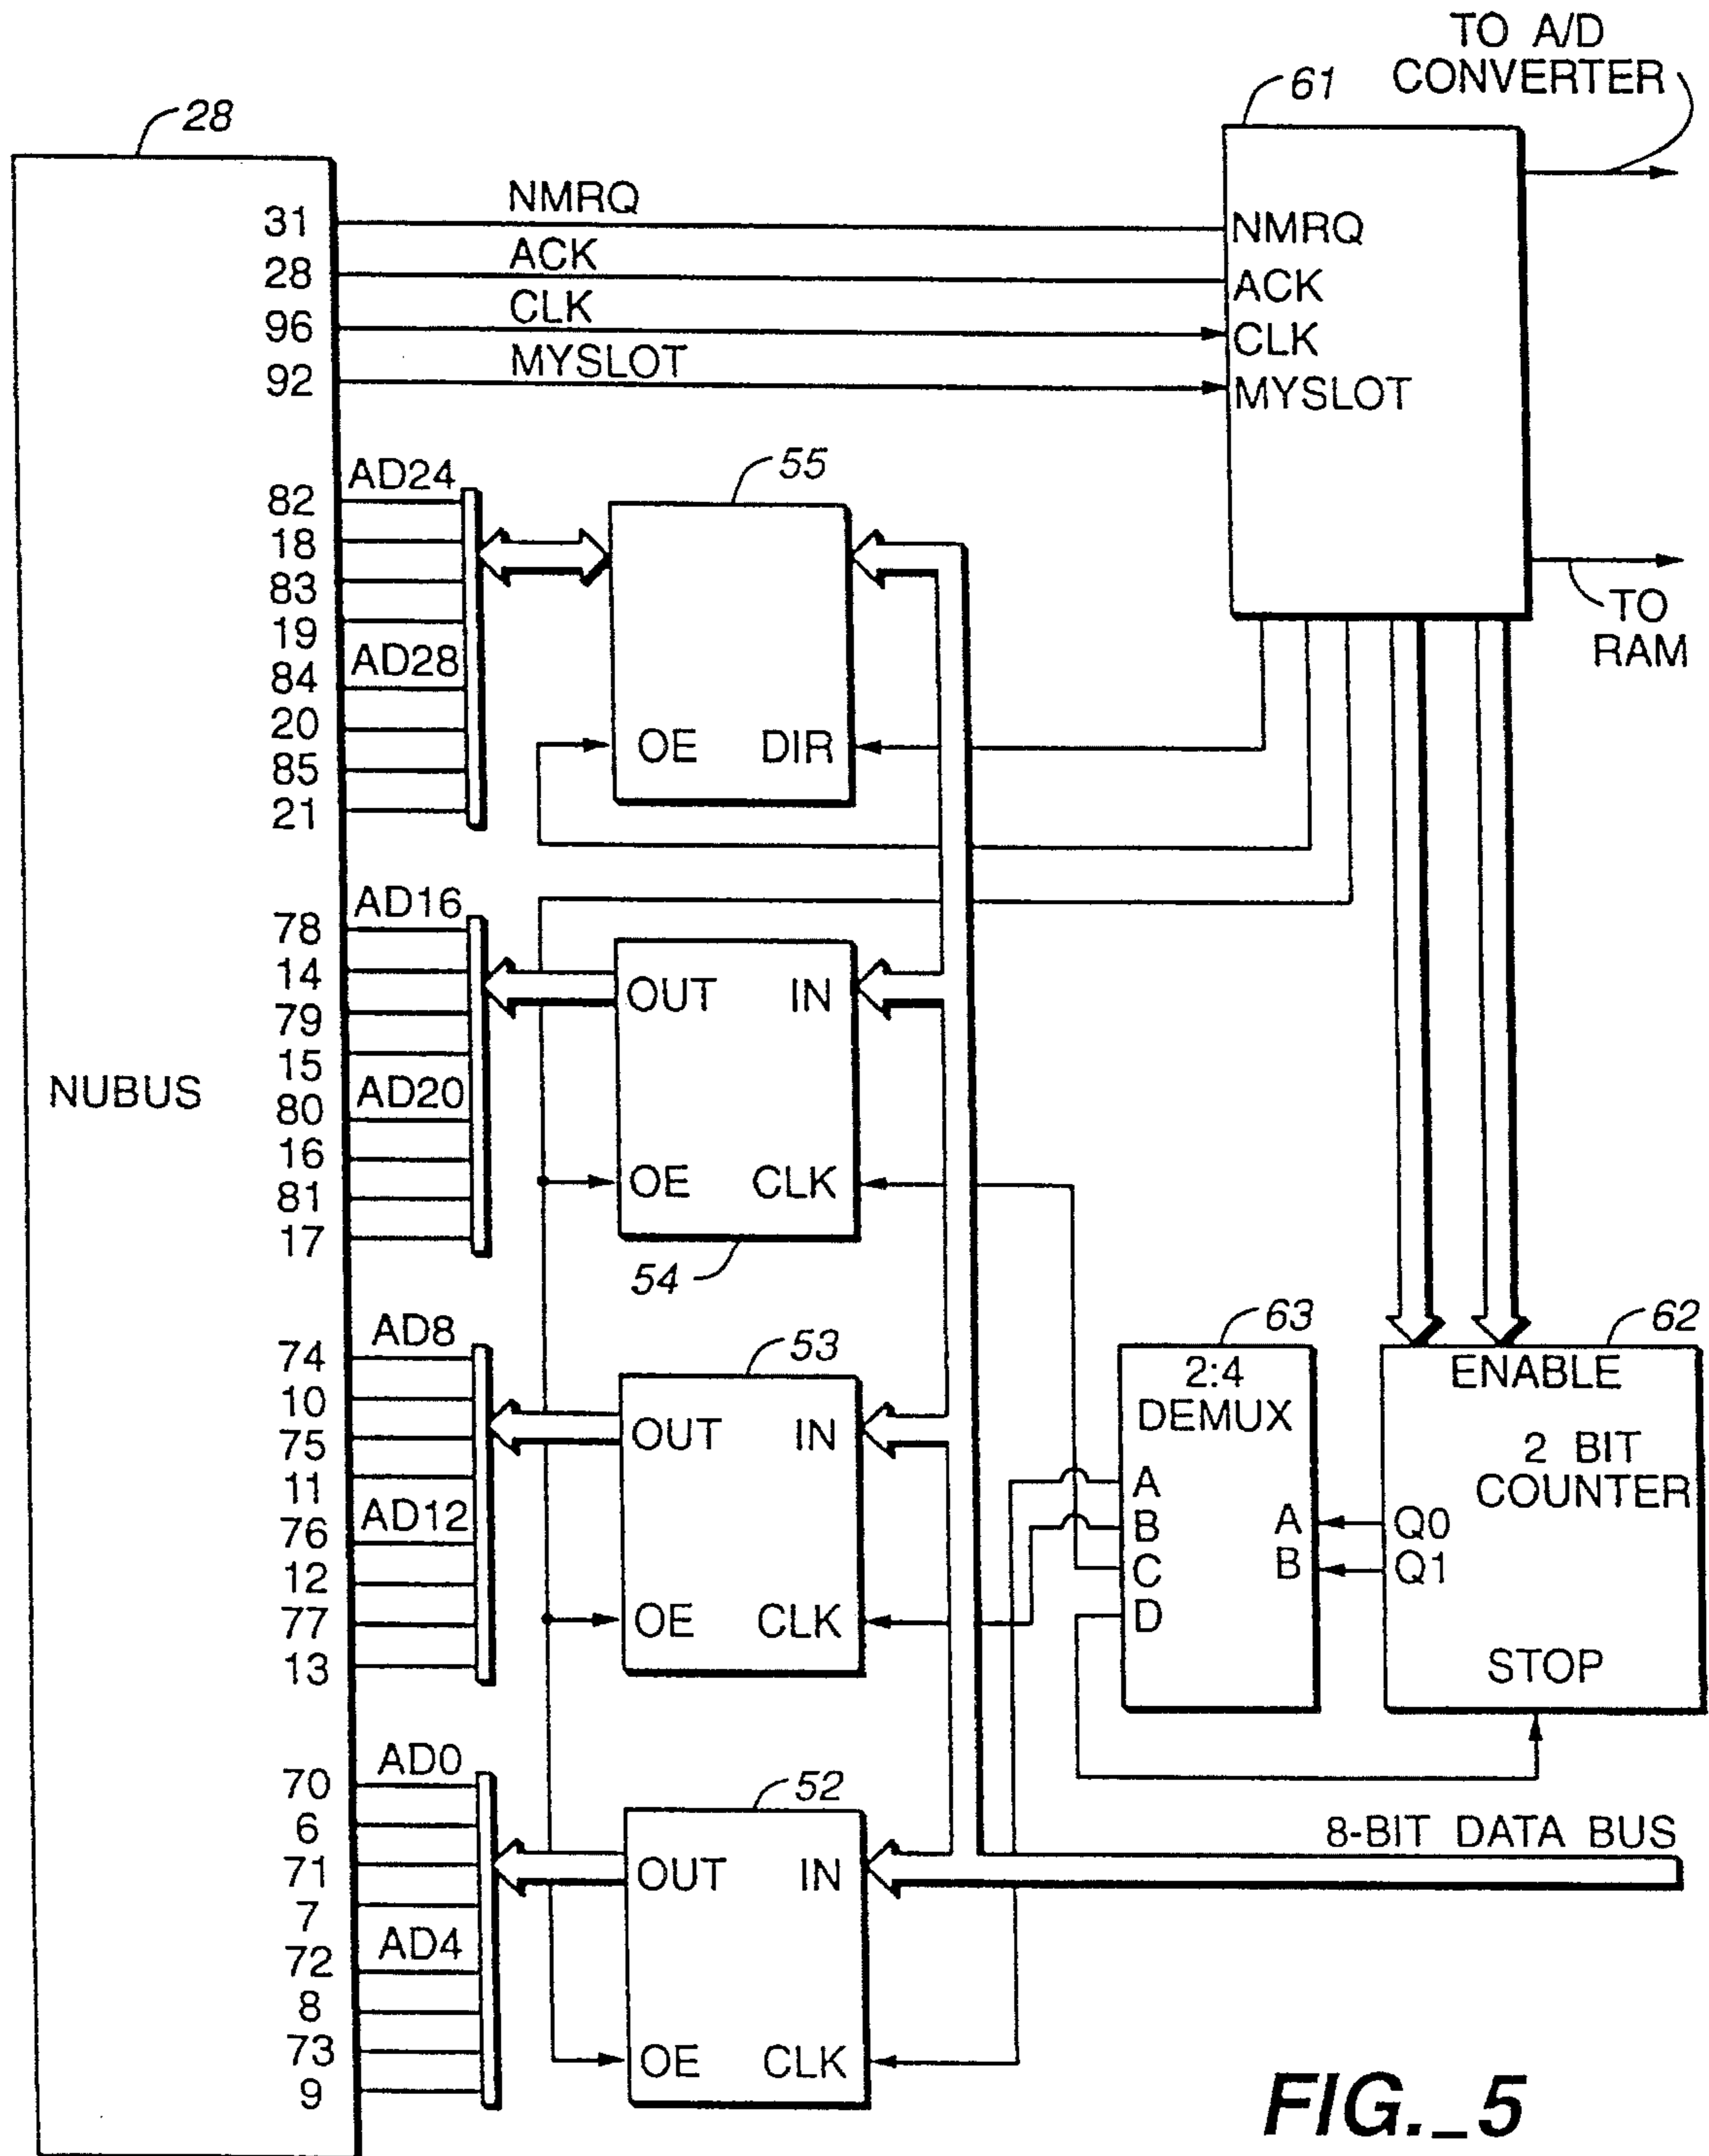 TO A/D
CONVERTER
61
28
31 NMRQ NMRQ
28 ACK ACK
96 CLK CLK
92 MYSLOT MYSLOT
55
82 AD24
18
83
19
84 AD28
20
85
21
OE DIR
TO
RAM
78 AD16
14
79
15
80 AD20
16
81
17
NUBUS
OUT IN
OE CLK
54
74 AD8
10
75
11
76 AD12
12
77
13
53
OUT IN
OE CLK
63
2:4
DEMUX
A
B
C
D
A
B
62
ENABLE
2 BIT
COUNTER
Q0
Q1
STOP
70 AD0
6
71
7
72 AD4
8
73
9
52
OUT IN
OE CLK
8-BIT DATA BUS
FIG._5